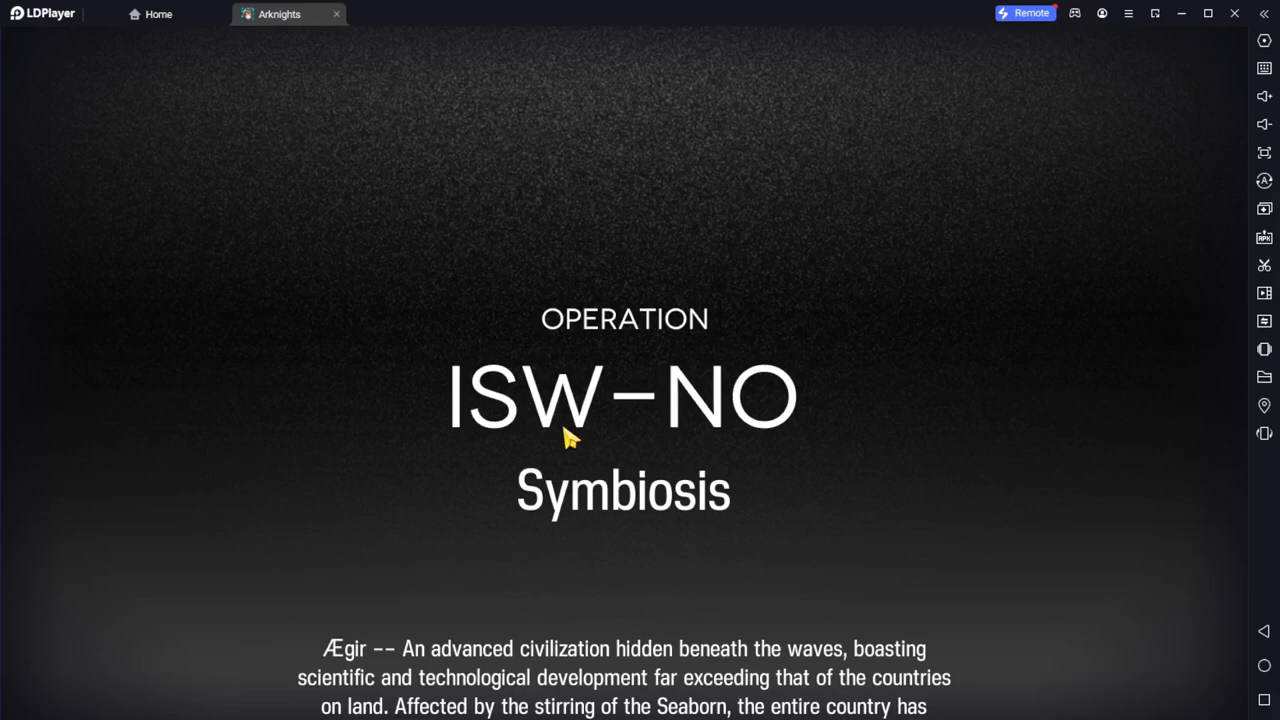 LDPlayer
Home
Arknights
Remote
OPERATION
ISW-NO
Symbiosis
Ægir -- An advanced civilization hidden beneath the waves, boasting
scientific and technological development far exceeding that of the countries
on land. Affected by the stirring of the Seaborn, the entire country has